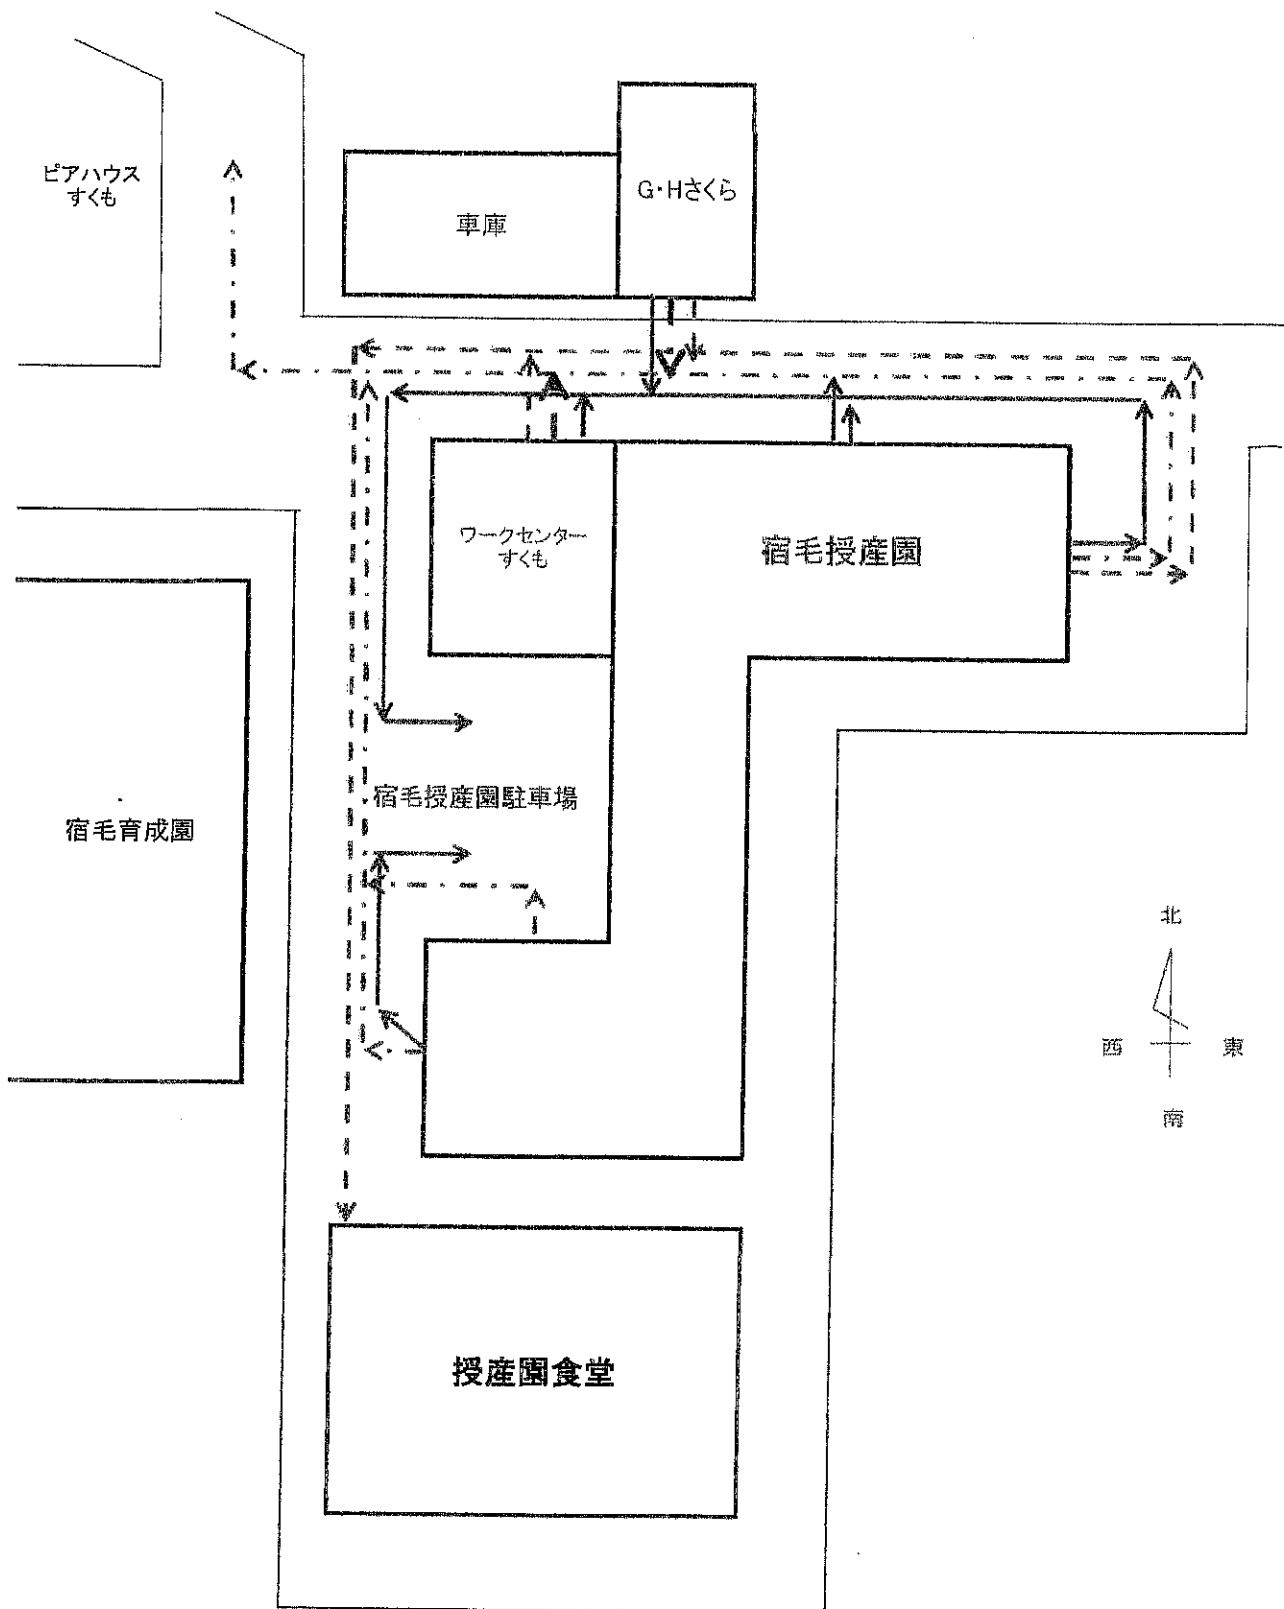 ピアハウス
すくも
車庫
G・Hさくら
ワークセンター
すくも
宿毛授産園
宿毛授産園駐車場
宿毛育成園
北
西
東
南
授産園食堂